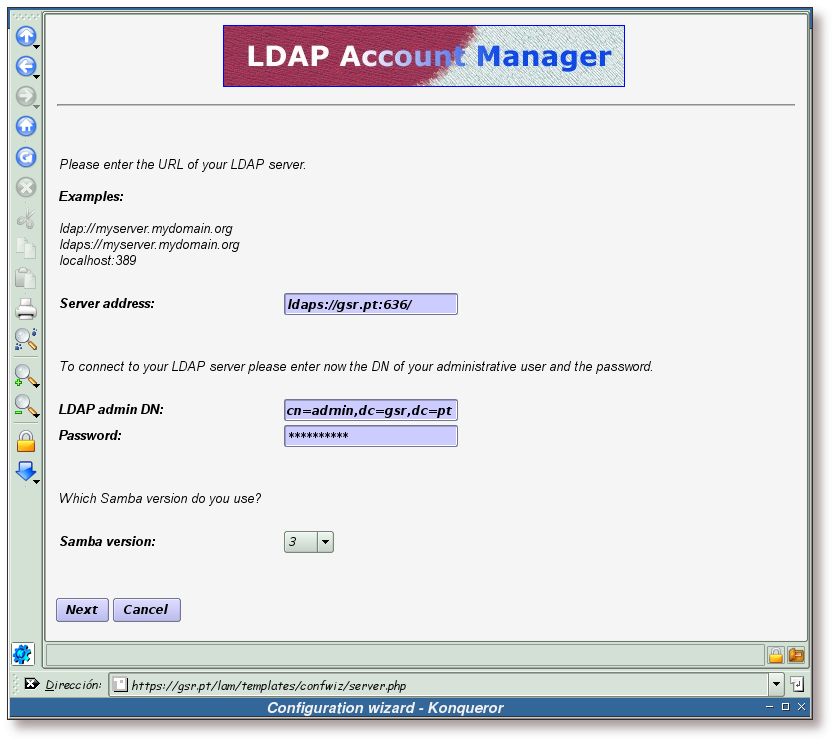 LDAP Account Manager
Please enter the URL of your LDAP server.
Examples:
ldap://myserver.mydomain.org
ldaps://myserver.mydomain.org
localhost:389
Server address: ldaps://gsr.pt:636/
To connect to your LDAP server please enter now the DN of your administrative user and the password.
LDAP admin DN: cn=admin,dc=gsr,dc=pt
Password: **********
Which Samba version do you use?
Samba version: 3
Next Cancel
Dirección: https://gsr.pt/lam/templates/confwiz/server.php
Configuration wizard - Konqueror